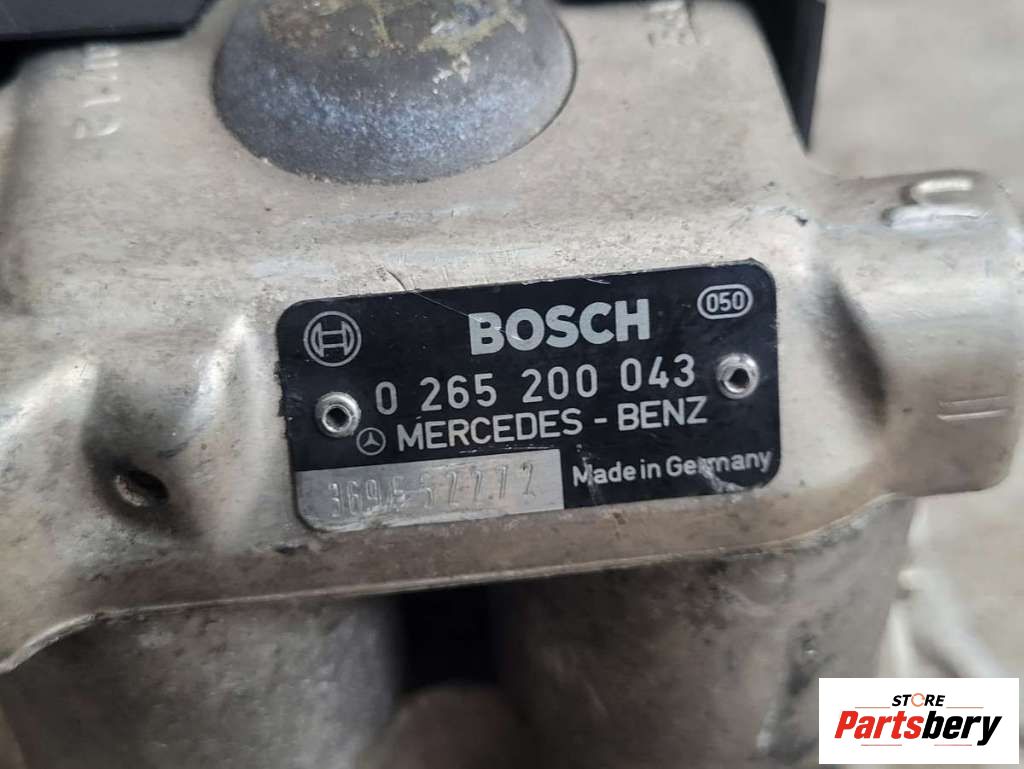 BOSCH
050
0 265 200 043
MERCEDES - BENZ
Made in Germany
STORE
Partsbery